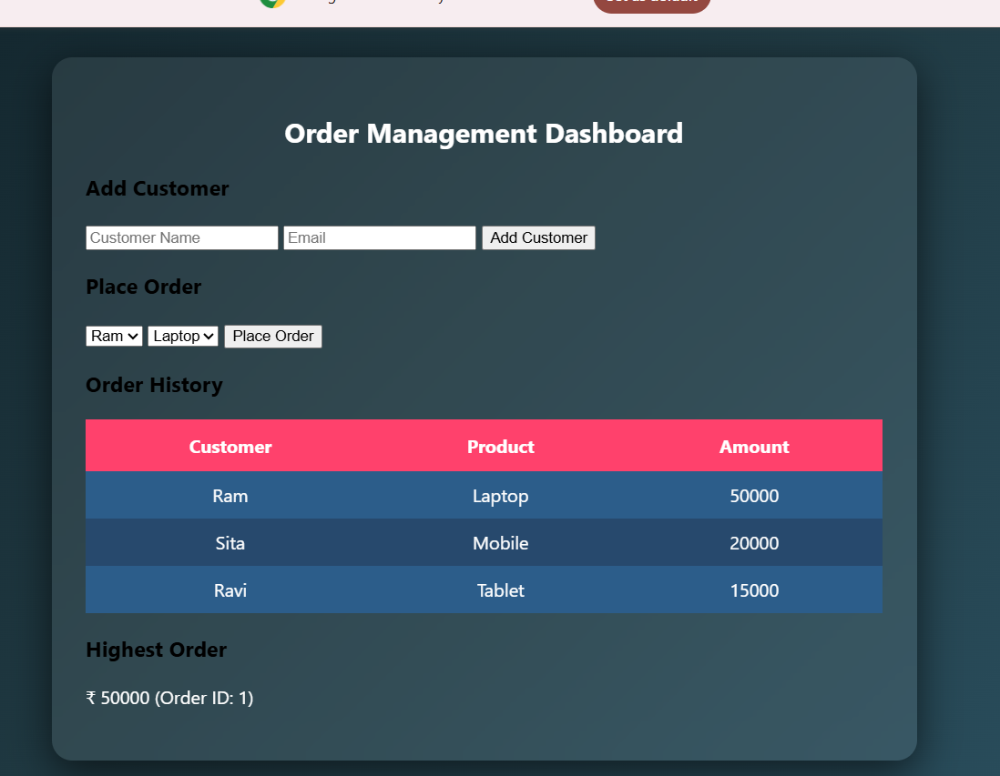 Order Management Dashboard
Add Customer
Customer Name Email Add Customer
Place Order
Ram Laptop Place Order
Order History
Customer Product Amount
Ram Laptop 50000
Sita Mobile 20000
Ravi Tablet 15000
Highest Order
₹ 50000 (Order ID: 1)